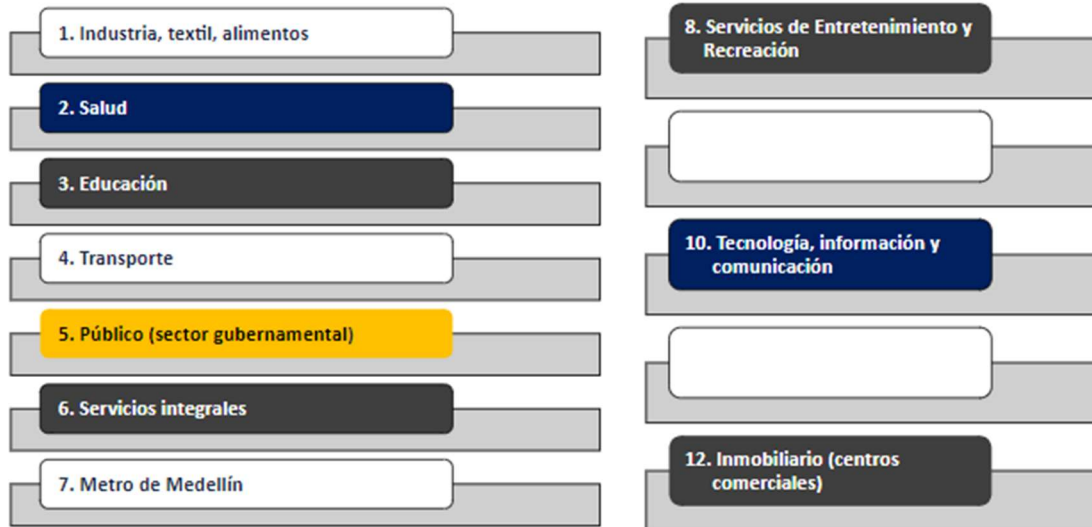 1. Industria, textil, alimentos
2. Salud
3. Educación
4. Transporte
5. Público (sector gubernamental)
6. Servicios integrales
7. Metro de Medellín
8. Servicios de Entretenimiento y
Recreación
10. Tecnología, información y
comunicación
12. Inmobiliario (centros
comerciales)